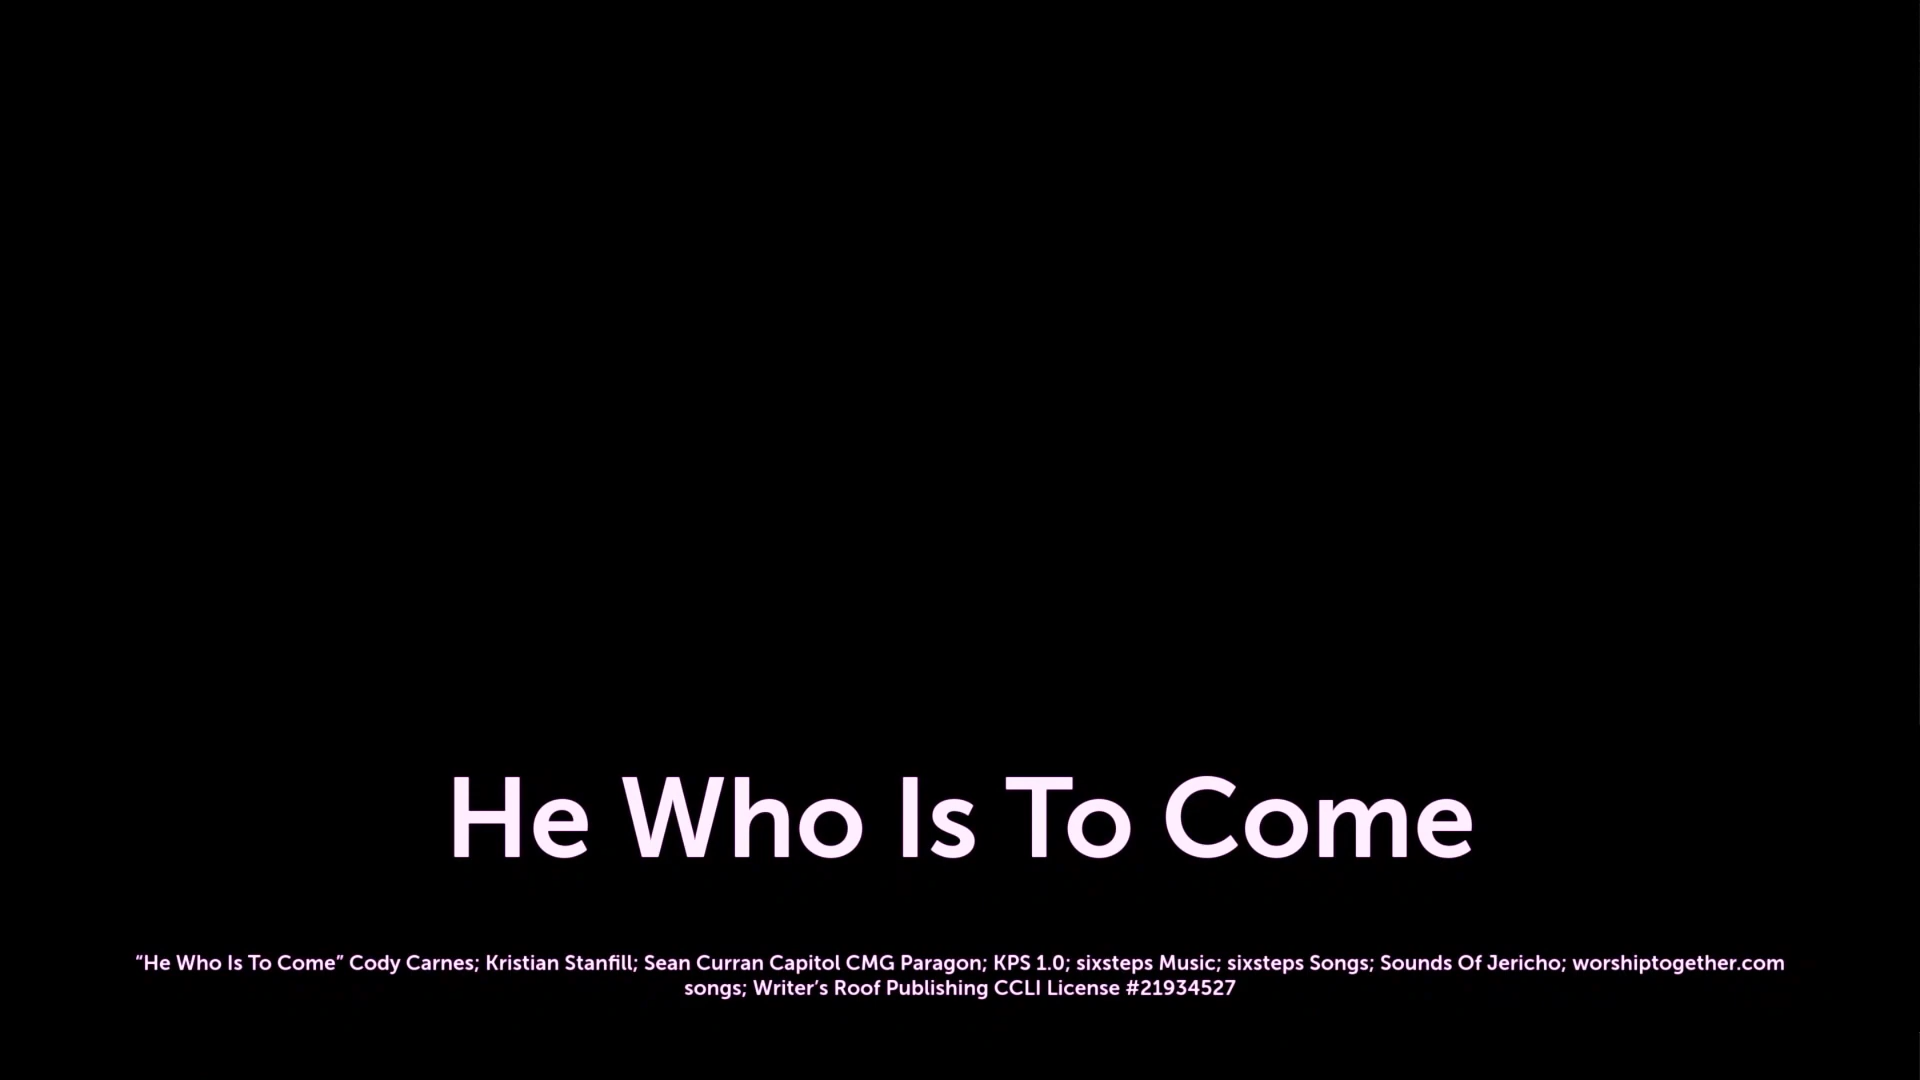 He Who Is To Come
“He Who Is To Come” Cody Carnes; Kristian Stanfill; Sean Curran Capitol CMG Paragon; KPS 1.0; sixsteps Music; sixsteps Songs; Sounds Of Jericho; worshiptogether.com
songs; Writer’s Roof Publishing CCLI License #21934527